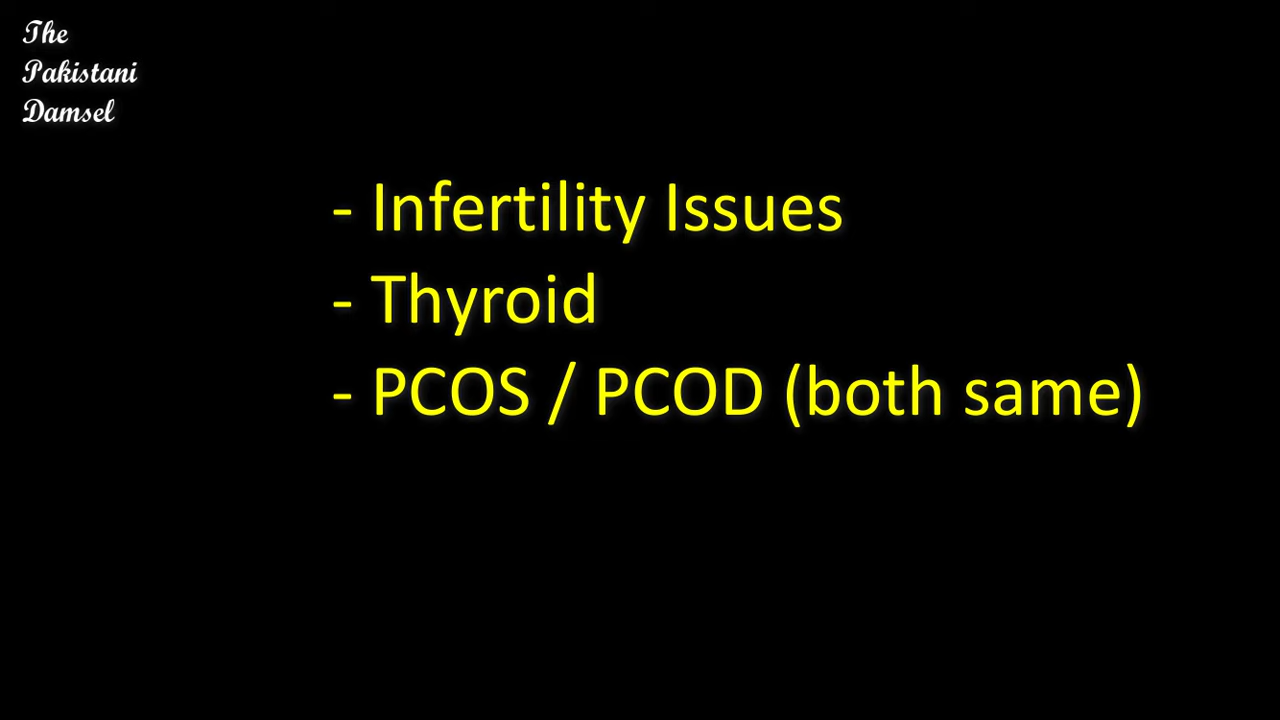 The
Pakistani
Damsel
- Infertility Issues
- Thyroid
- PCOS / PCOD (both same)